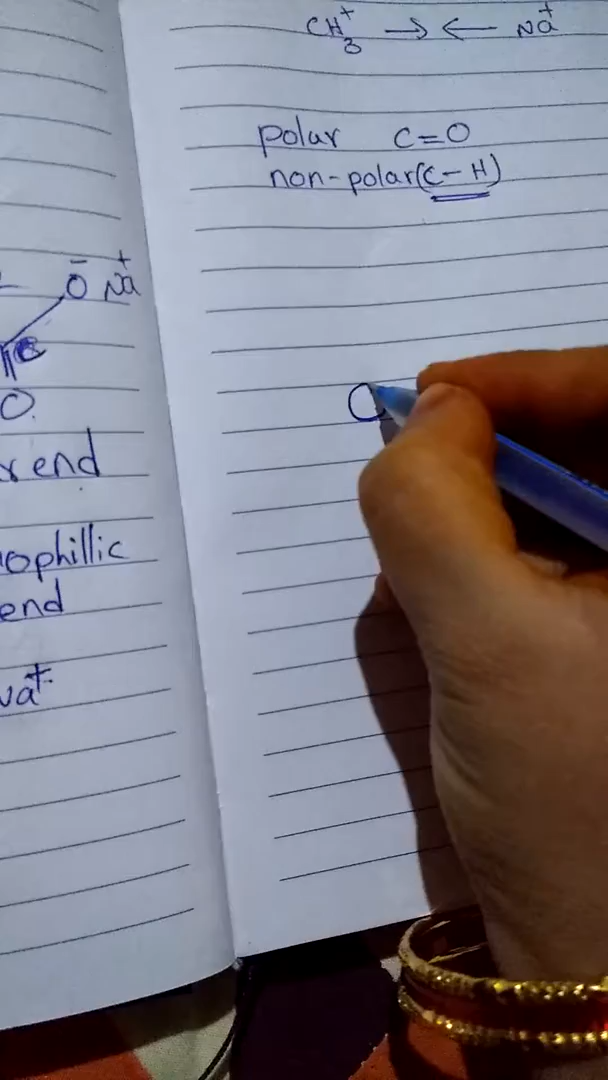 O⁻ Na⁺
C
O.
r end
ophillic
end
Na⁺
CH₃⁺ → ← Na⁺
polar C=O
non-polar(C-H)
O